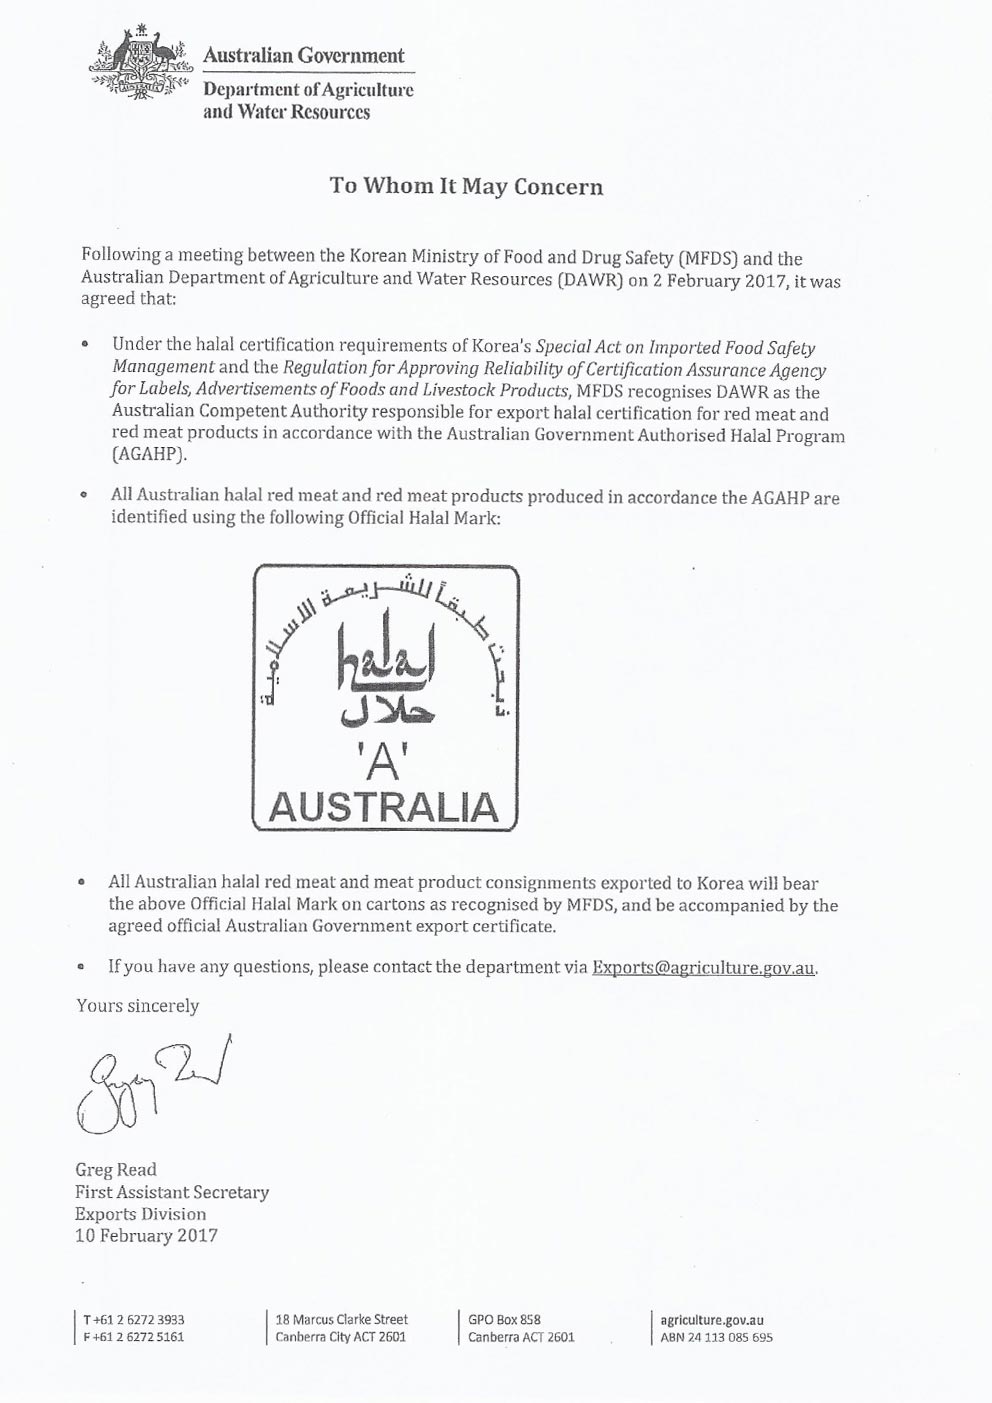 Australian Government
Department of Agriculture
and Water Resources
To Whom It May Concern
Following a meeting between the Korean Ministry of Food and Drug Safety (MFDS) and the
Australian Department of Agriculture and Water Resources (DAWR) on 2 February 2017, it was
agreed that:
• Under the halal certification requirements of Korea's Special Act on Imported Food Safety
Management and the Regulation for Approving Reliability of Certification Assurance Agency
for Labels, Advertisements of Foods and Livestock Products, MFDS recognises DAWR as the
Australian Competent Authority responsible for export halal certification for red meat and
red meat products in accordance with the Australian Government Authorised Halal Program
(AGAHP).
• All Australian halal red meat and red meat products produced in accordance the AGAHP are
identified using the following Official Halal Mark:
ذبحت طبقاً للشريعة الاسلامية
halal
حلال
'A'
AUSTRALIA
• All Australian halal red meat and meat product consignments exported to Korea will bear
the above Official Halal Mark on cartons as recognised by MFDS, and be accompanied by the
agreed official Australian Government export certificate.
• If you have any questions, please contact the department via Exports@agriculture.gov.au.
Yours sincerely
Greg Read
First Assistant Secretary
Exports Division
10 February 2017
T +61 2 6272 3933
F +61 2 6272 5161
18 Marcus Clarke Street
Canberra City ACT 2601
GPO Box 858
Canberra ACT 2601
agriculture.gov.au
ABN 24 113 085 695